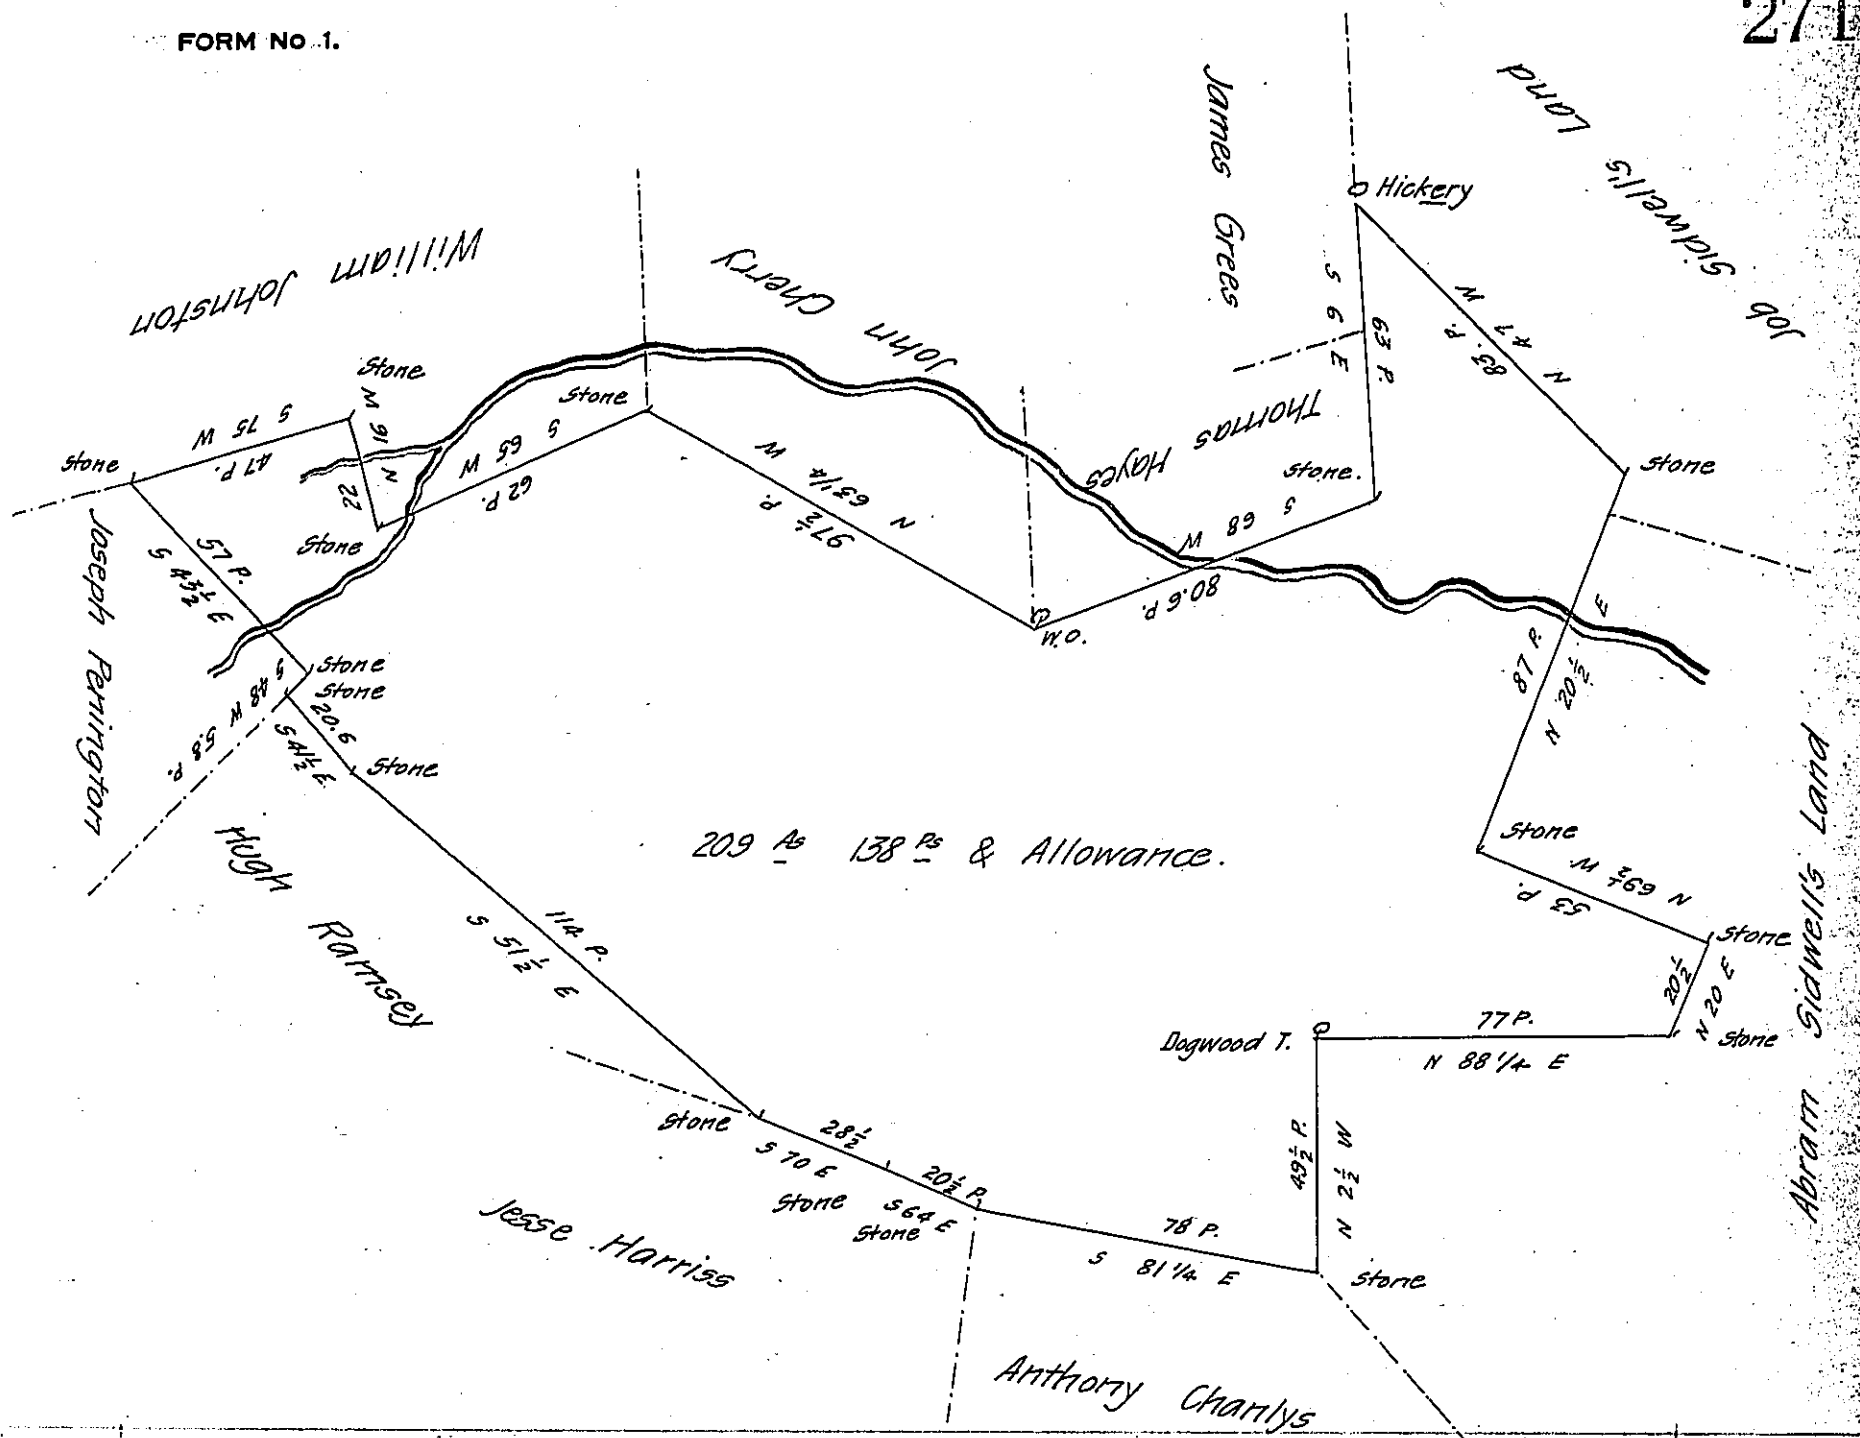 FORM No. 1.
271
Job Sidwell's Land
James Grees
Hickery
S 6 E
63 P.
N 47 W
83 P.
William Johnston
John Cherry
Thomas Hayes
Stone
S 75 W
47 P.
Stone
N 16 W
22
Stone
S 65 W
62 P.
Stone
N 63 1/4 W
97 1/2 P.
W.O.
S 68 W
80.6 P.
Stone.
Stone
87 P.
N 20 1/2 E
Joseph Penington
57 P.
S 43 1/2 E
Stone
S 48 W 5.8 P.
Stone
20.6
S 41 1/2 E.
Stone
Stone
N 69 1/2 W
53 P.
209 As 138 Ps & Allowance.
Hugh Ramsey
114 P.
S 51 1/2 E
Stone
20 1/2
N 20 E
Stone
77 P.
N 88 1/4 E
Dogwood T.
49 1/2 P.
N 2 1/2 W
Abram Sidwell's Land
Stone
28 1/2
S 70 E
Stone
20 1/2 P.
S 64 E
Stone
78 P.
S 81 1/4 E
Stone
Jesse Harriss
Anthony Chanlys